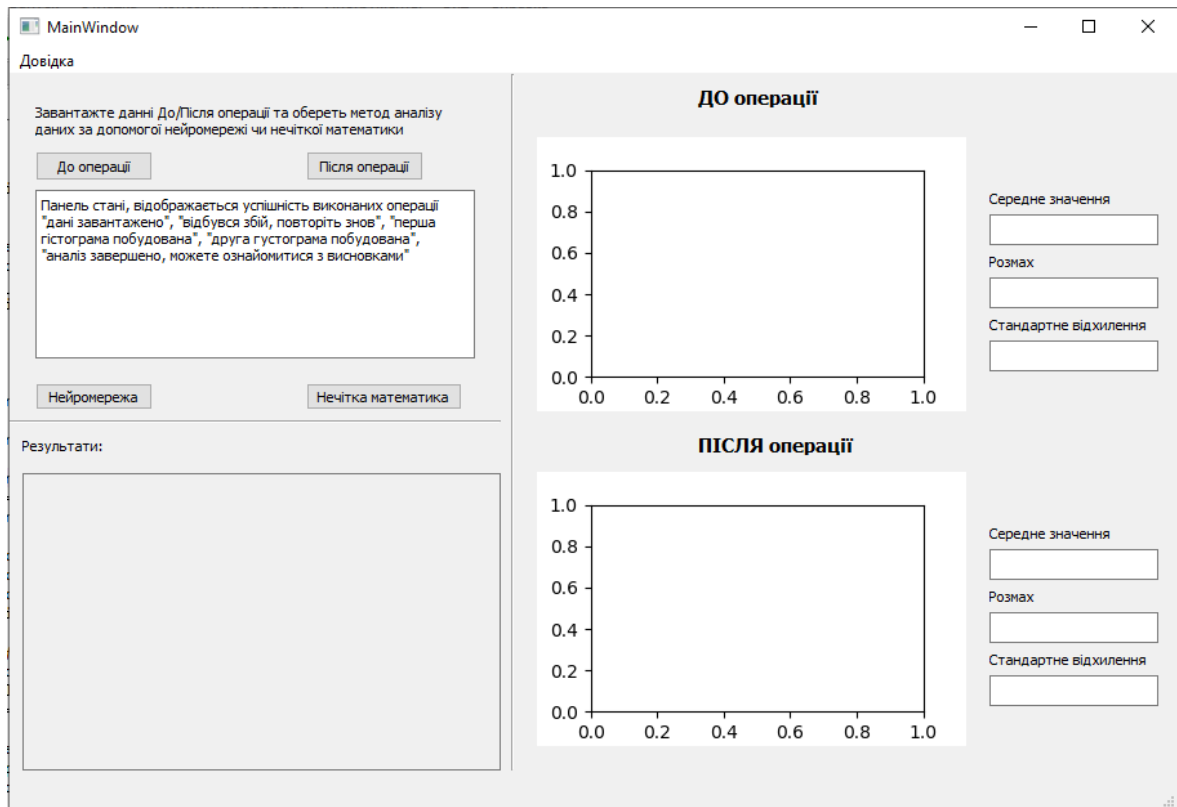 MainWindow
Довідка
Завантажте данні До/Після операції та обереть метод аналізу
даних за допомогої нейромережі чи нечіткої математики
До операції
Після операції
Панель стані, відображається успішність виконаних операції
"дані завантажено", "відбувся збій, повторіть знов", "перша
гістограма побудована", "друга густограма побудована",
"аналіз завершено, можете ознайомитися з висновками"
Нейромережа
Нечітка математика
Результати:
ДО операції
1.0
0.8
0.6
0.4
0.2
0.0
0.0 0.2 0.4 0.6 0.8 1.0
Середне значення
Розмах
Стандартне відхилення
ПІСЛЯ операції
1.0
0.8
0.6
0.4
0.2
0.0
0.0 0.2 0.4 0.6 0.8 1.0
Середне значення
Розмах
Стандартне відхилення